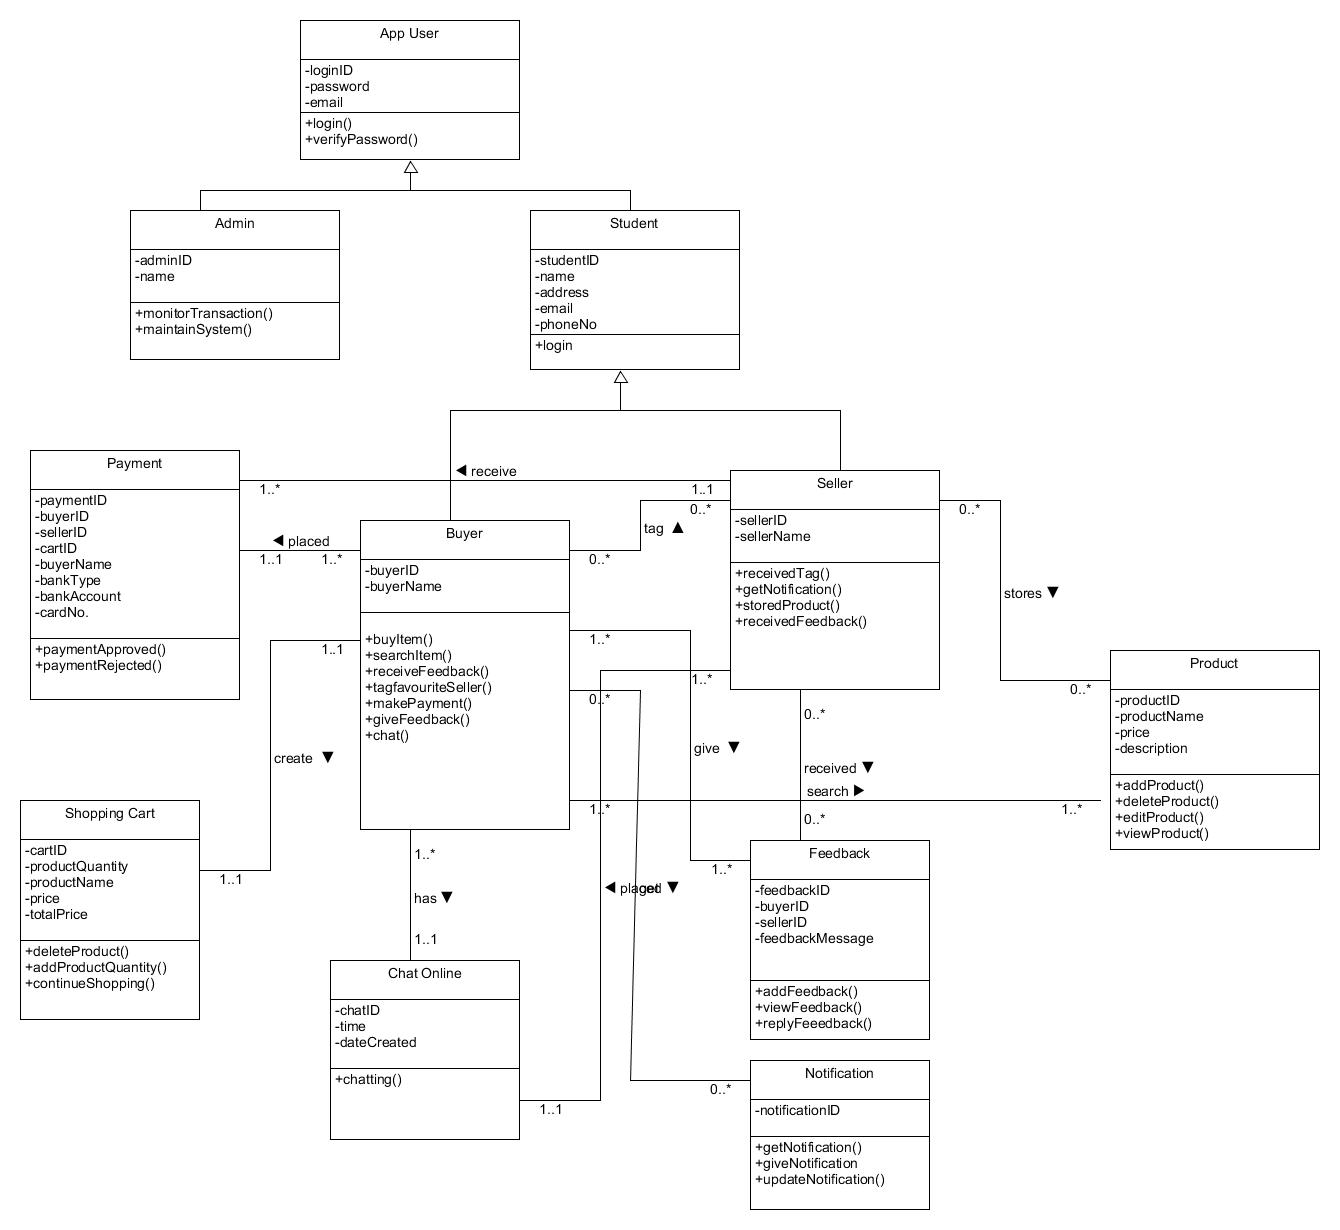 App User
-loginID
-password
-email
+login()
+verifyPassword()
Admin
-adminID
-name
+monitorTransaction()
+maintainSystem()
Student
-studentID
-name
-address
-email
-phoneNo
+login
Payment
-paymentID
-buyerID
-sellerID
-cartID
-buyerName
-bankType
-bankAccount
-cardNo.
+paymentApproved()
+paymentRejected()
◀ receive
1..*
1..1
◀ placed
1..1
1..*
Buyer
-buyerID
-buyerName
+buyItem()
+searchItem()
+receiveFeedback()
+tagfavouriteSeller()
+makePayment()
+giveFeedback()
+chat()
0..*
tag ▲
0..*
Seller
-sellerID
-sellerName
+receivedTag()
+getNotification()
+storedProduct()
+receivedFeedback()
0..*
stores ▼
0..*
Product
-productID
-productName
-price
-description
+addProduct()
+deleteProduct()
+editProduct()
+viewProduct()
1..1
create ▼
1..1
Shopping Cart
-cartID
-productQuantity
-productName
-price
-totalPrice
+deleteProduct()
+addProductQuantity()
+continueShopping()
1..*
1..*
0..*
give ▼
0..*
received ▼
search ▶
1..*
1..*
0..*
1..*
1..*
has ▼
1..1
◀ placed
get ▼
Feedback
-feedbackID
-buyerID
-sellerID
-feedbackMessage
+addFeedback()
+viewFeedback()
+replyFeeedback()
Chat Online
-chatID
-time
-dateCreated
+chatting()
1..1
0..*
Notification
-notificationID
+getNotification()
+giveNotification
+updateNotification()